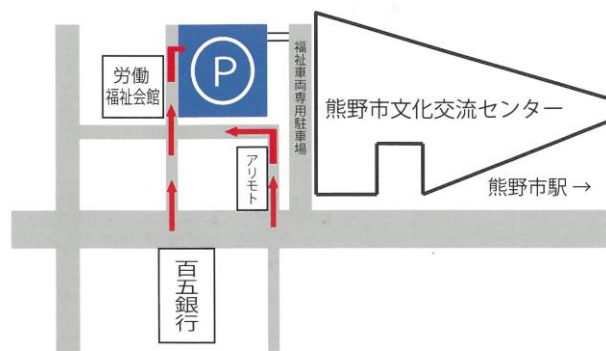 労働
福祉会館
P
福祉車両専用駐車場
熊野市文化交流センター
アリモト
熊野市駅→
百五銀行